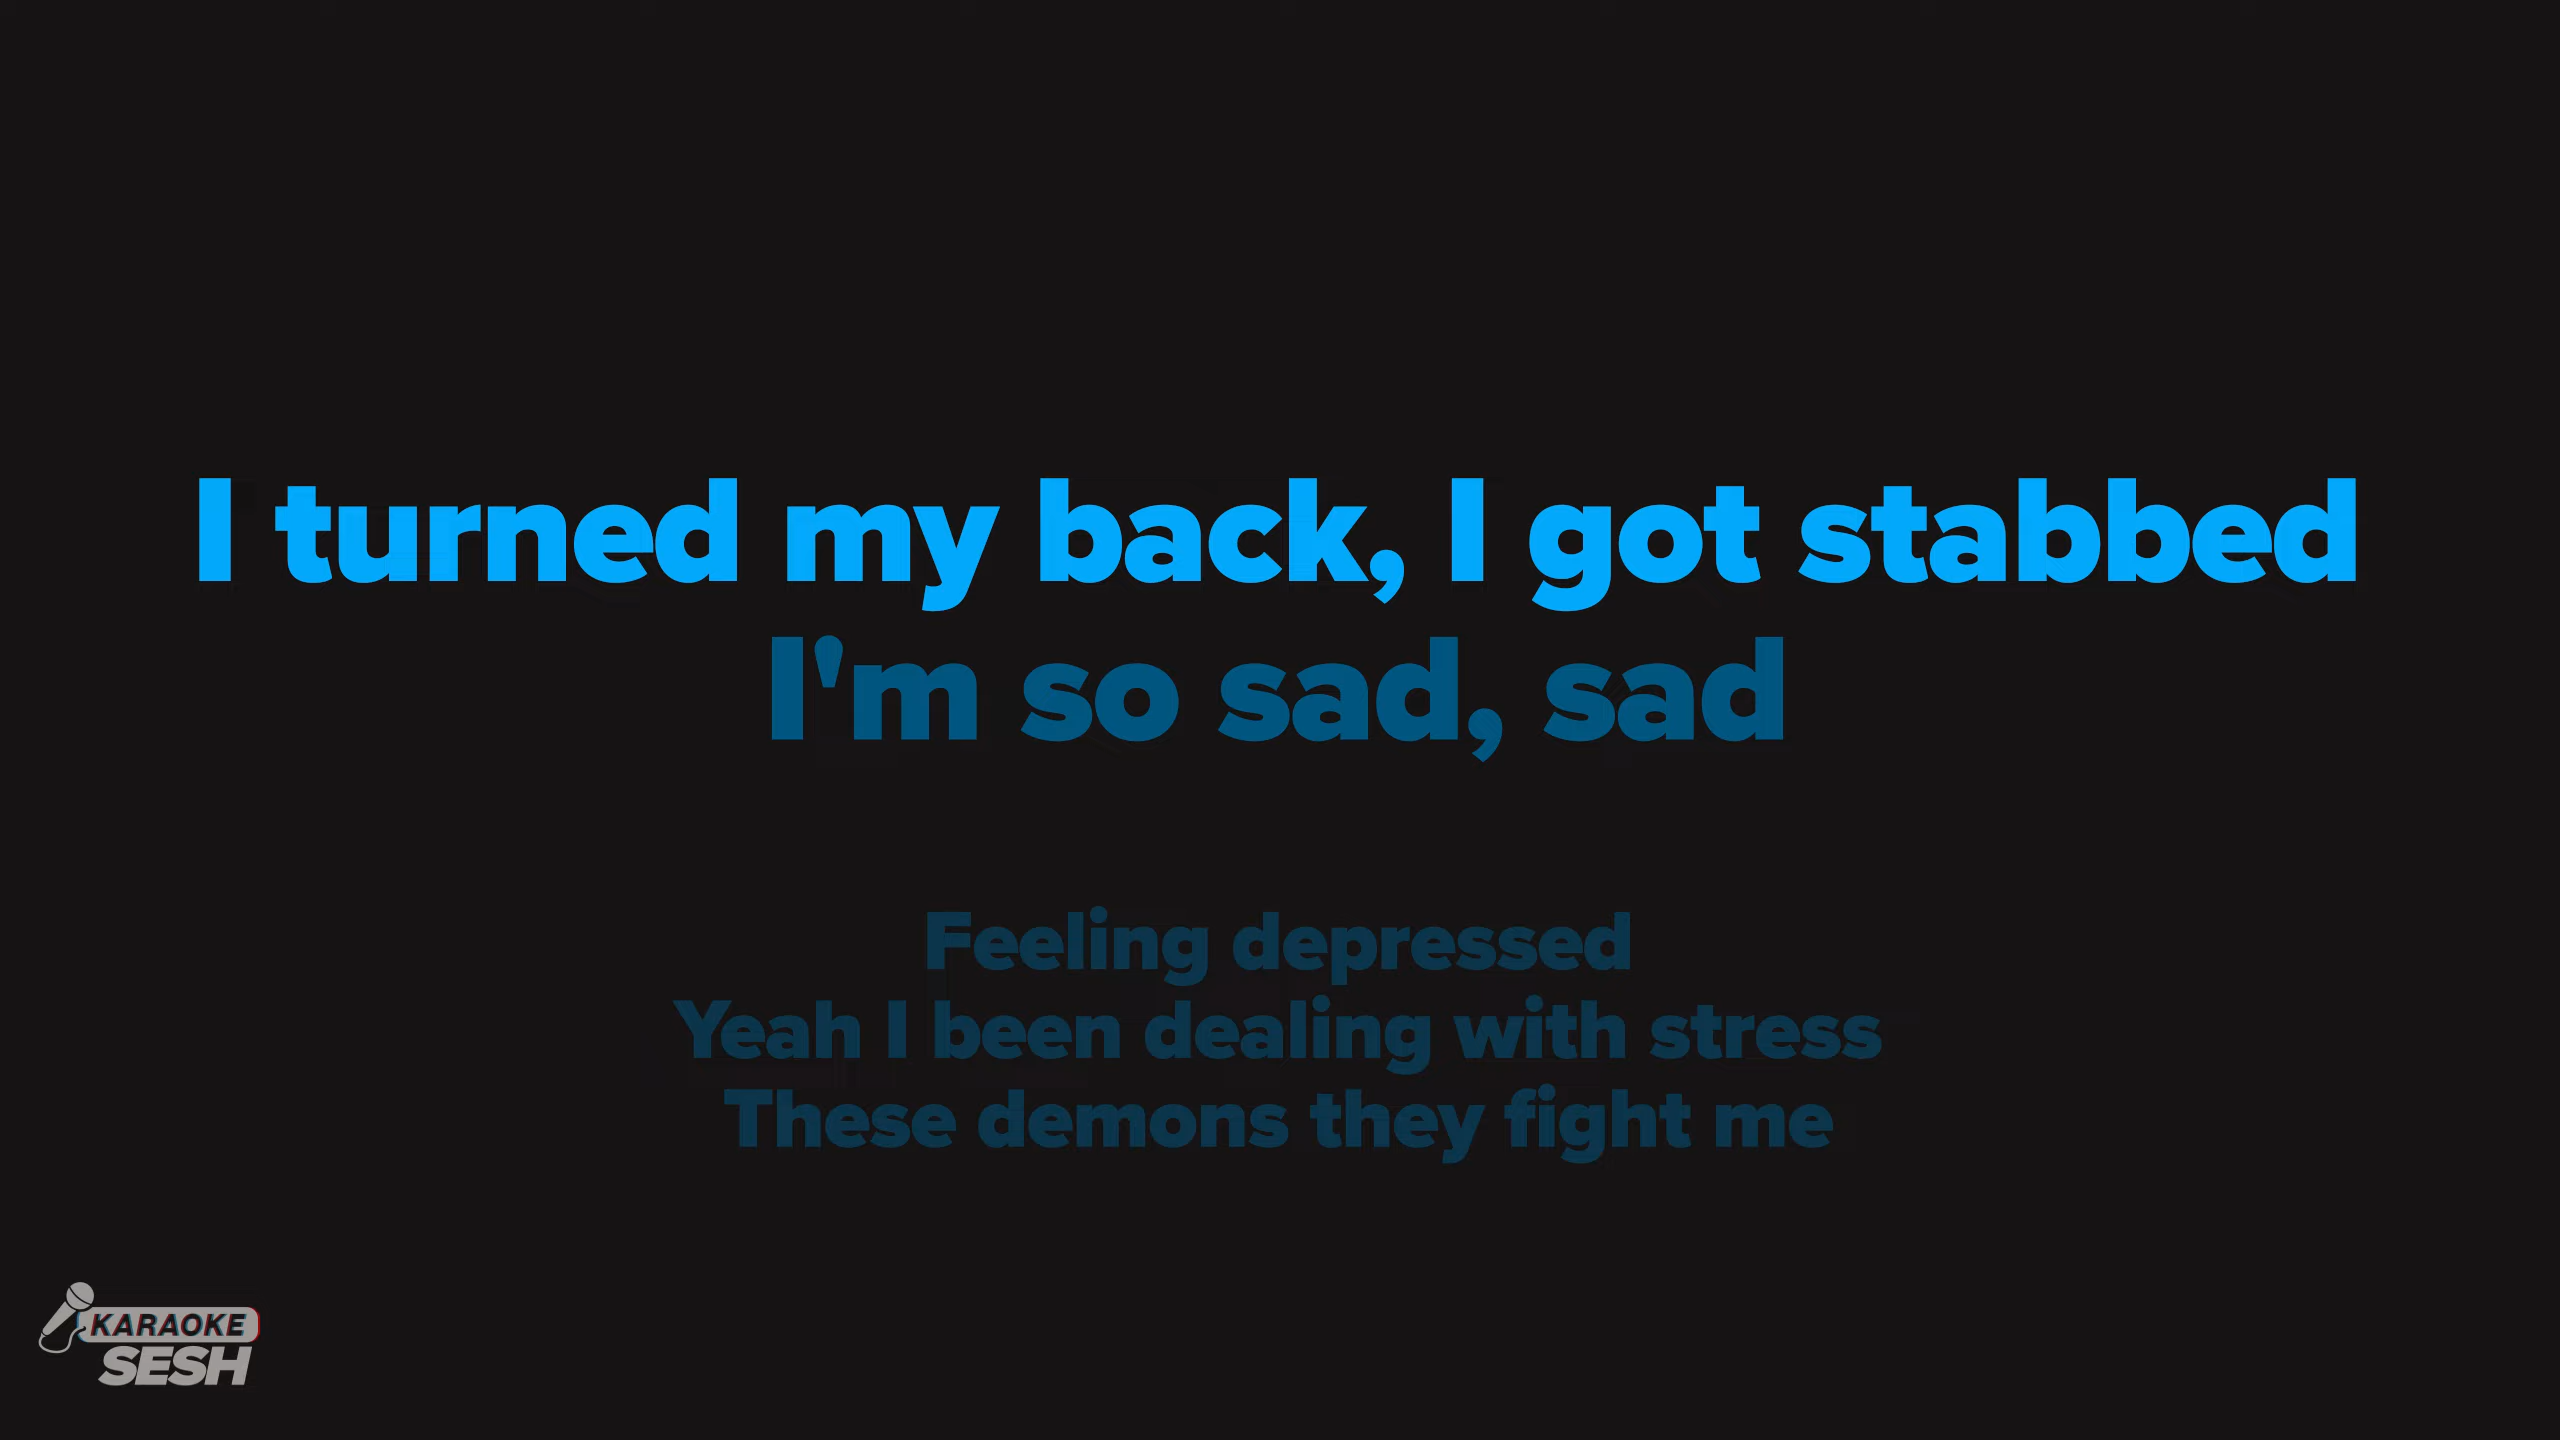 I turned my back, I got stabbed
I'm so sad, sad
Feeling depressed
Yeah I been dealing with stress
These demons they fight me
KARAOKE
SESH